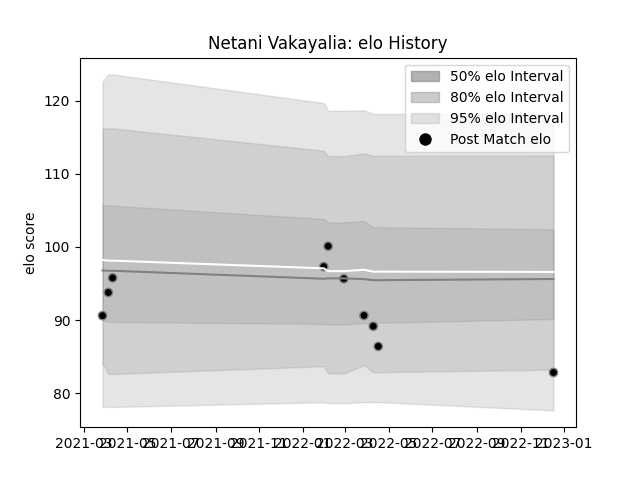 Netani Vakayalia: elo History
50% elo Interval
80% elo Interval
95% elo Interval
Post Match elo
elo score
120
110
100
90
80
2021-03 2021-05 2021-07 2021-09 2021-11 2022-01 2022-03 2022-05 2022-07 2022-09 2022-11 2023-01